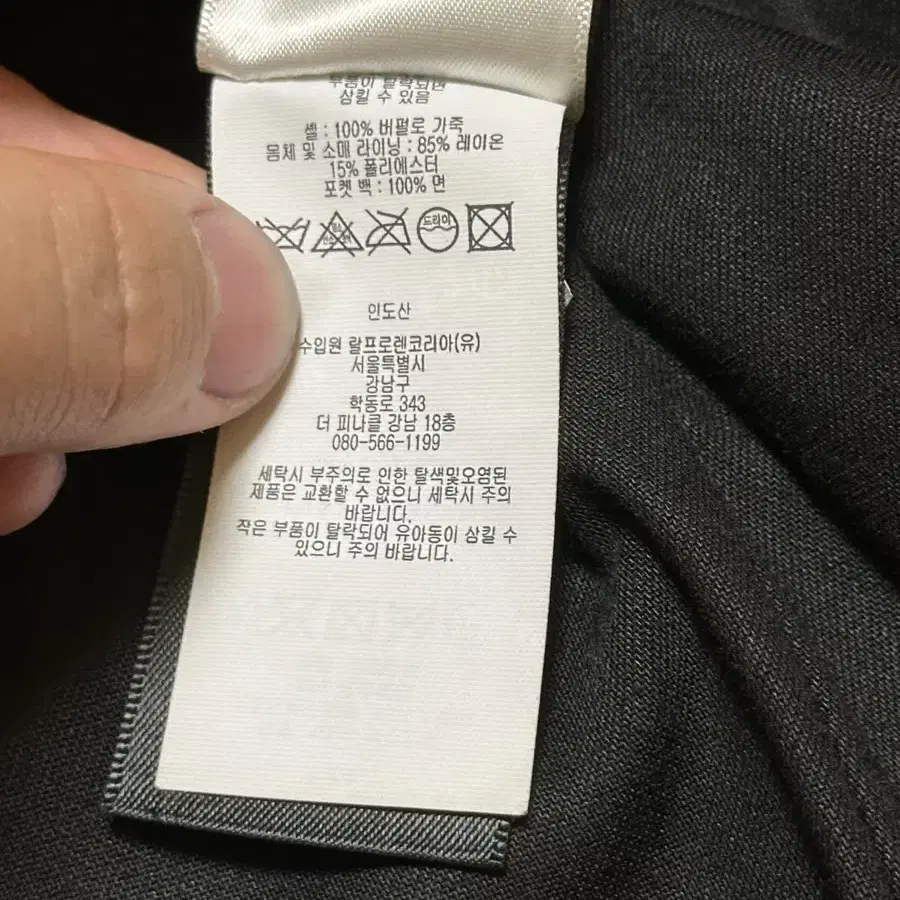 부품이 탈락되면
삼킬 수 있음
셸 : 100% 버펄로 가죽
몸체 및 소매 라이닝 : 85% 레이온
15% 폴리에스터
포켓 백 : 100% 면
드라이
인도산
수입원 랄프로렌코리아(유)
서울특별시
강남구
학동로 343
더 피나클 강남 18층
080-566-1199
세탁시 부주의로 인한 탈색및오염된
제품은 교환할 수 없으니 세탁시 주의
바랍니다.
작은 부품이 탈락되어 유아동이 삼킬 수
있으니 주의 바랍니다.